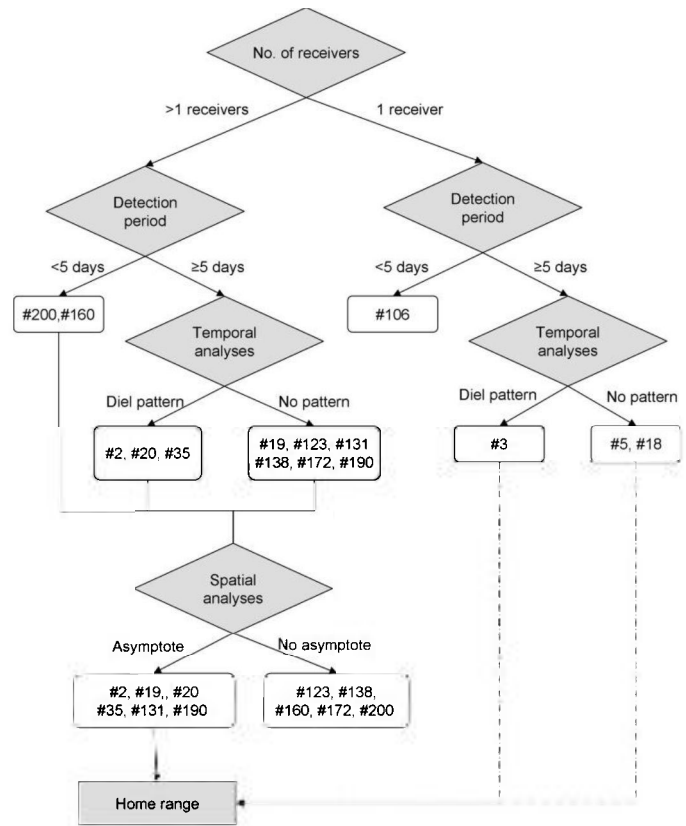 No. of receivers
>1 receivers
1 receiver
Detection
period
Detection
period
<5 days
≥5 days
<5 days
≥5 days
#200,#160
Temporal
analyses
#106
Temporal
analyses
Diel pattern
No pattern
Diel pattern
No pattern
#2, #20, #35
#19, #123, #131
#138, #172, #190
#3
#5, #18
Spatial
analyses
Asymptote
No asymptote
#2, #19,, #20
#35, #131, #190
#123, #138,
#160, #172, #200
Home range